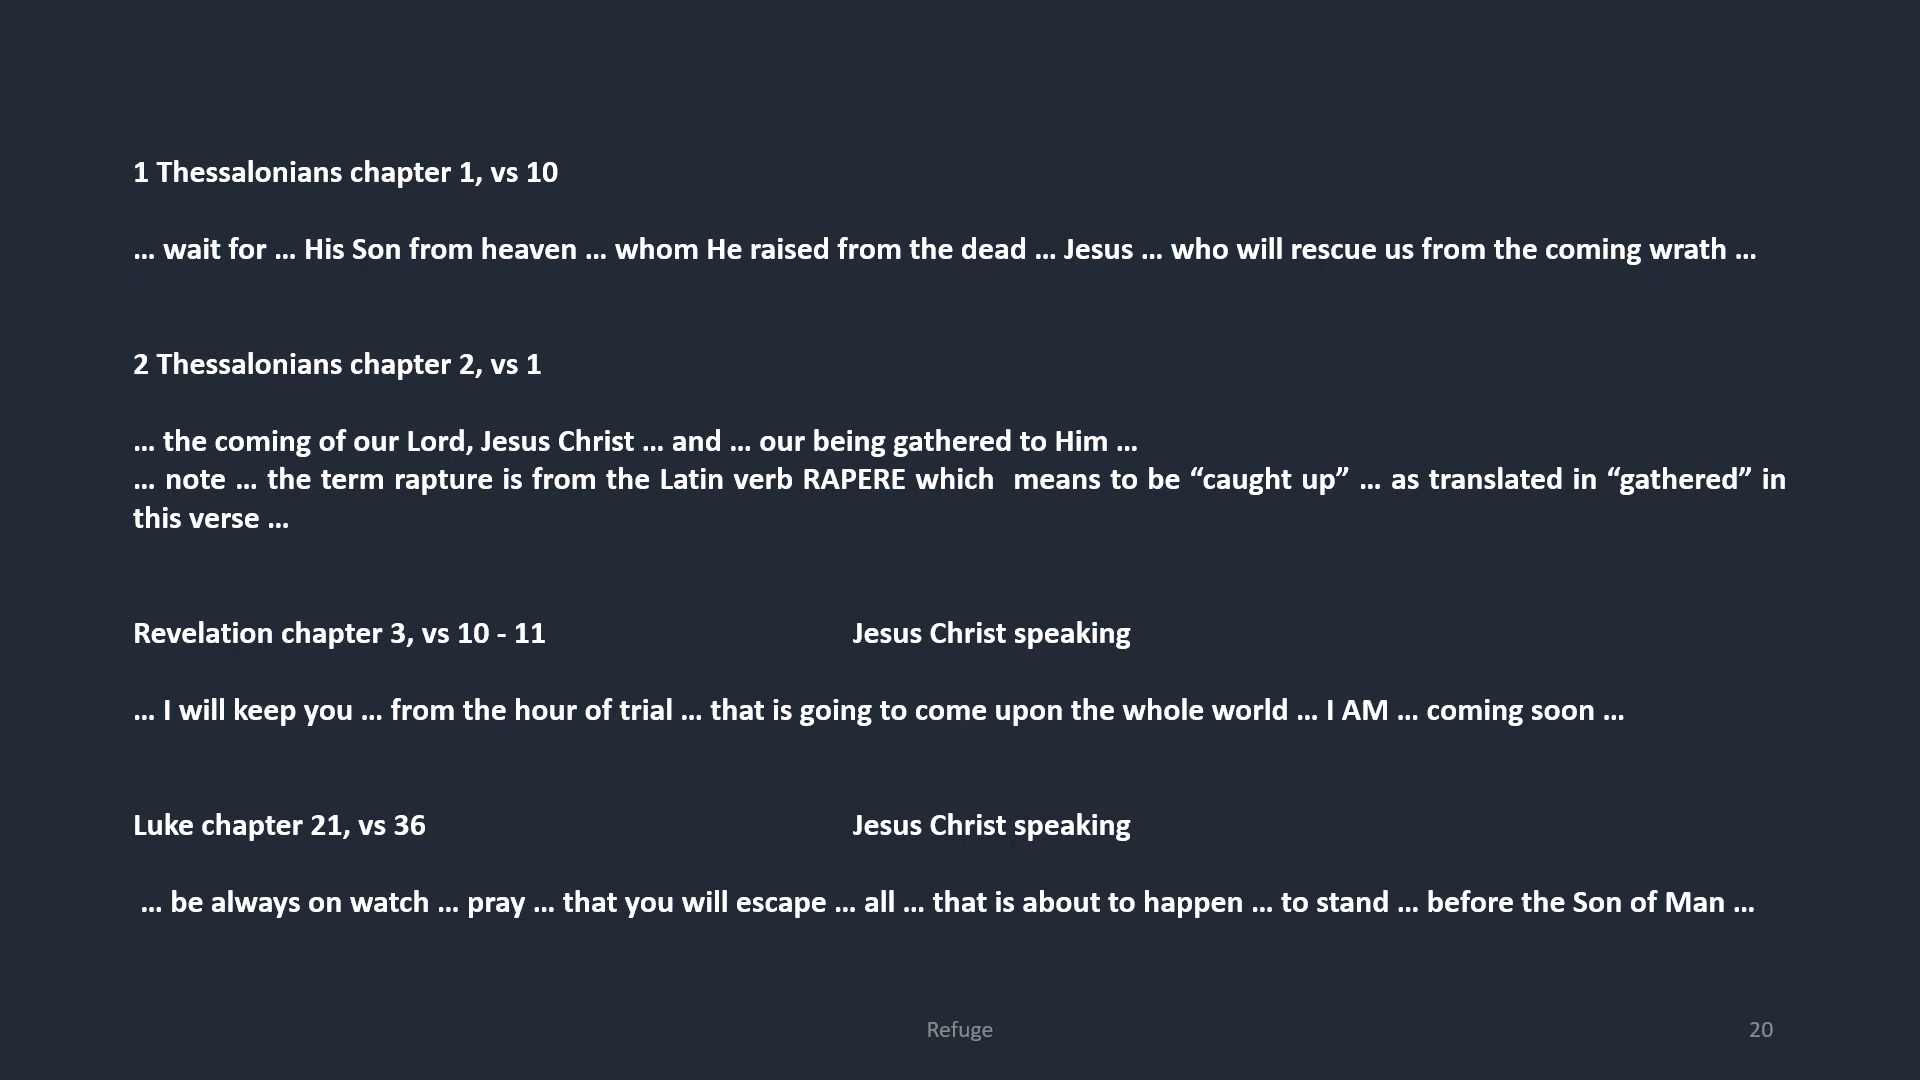 1 Thessalonians chapter 1, vs 10
… wait for … His Son from heaven … whom He raised from the dead … Jesus … who will rescue us from the coming wrath …
2 Thessalonians chapter 2, vs 1
… the coming of our Lord, Jesus Christ … and … our being gathered to Him …
… note … the term rapture is from the Latin verb RAPERE which  means to be “caught up” … as translated in “gathered” in
this verse …
Revelation chapter 3, vs 10 - 11 Jesus Christ speaking
… I will keep you … from the hour of trial … that is going to come upon the whole world … I AM … coming soon …
Luke chapter 21, vs 36 Jesus Christ speaking
… be always on watch … pray … that you will escape … all … that is about to happen … to stand … before the Son of Man …
Refuge 20